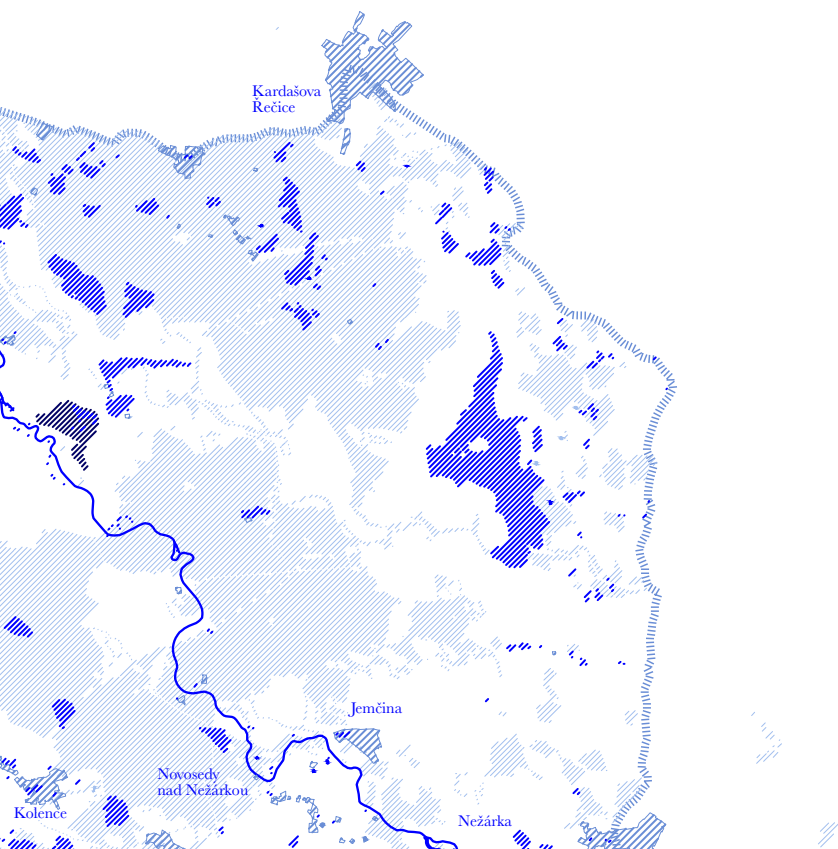 Kardašova
Řečice
Jemčina
Novosedy
nad Nežárkou
Kolence
Nežárka